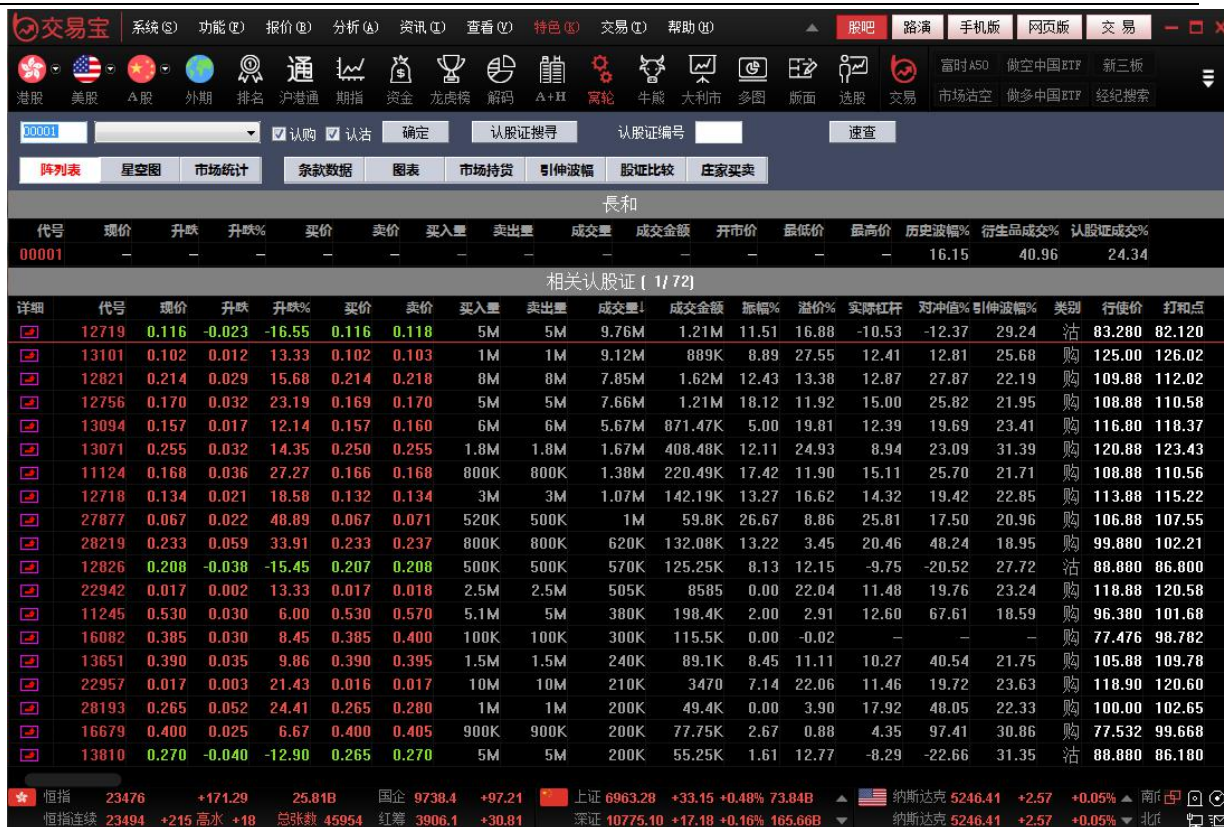 交易宝 系统(S) 功能(F) 报价(B) 分析(A) 资讯(I) 查看(V) 特色(K) 交易(T) 帮助(H) 股吧 路演 手机版 网页版 交易
富时A50 做空中国ETF 新三板
港股 美股 A股 外期 排名 沪港通 期指 资金 龙虎榜 解码 A+H 窝轮 牛熊 大利市 多图 版面 选股 交易 市场沽空 做多中国ETF 经纪搜索
00001 认购 认沽 确定 认股证搜寻 认股证编号 速查
阵列表 星空图 市场统计 条款数据 图表 市场持货 引伸波幅 股证比较 庄家买卖
長和
代号 现价 升跌 升跌% 买价 卖价 买入量 卖出量 成交量 成交金额 开市价 最低价 最高价 历史波幅% 衍生品成交% 认股证成交%
00001 – – – – – – – – – – – – 16.15 40.96 24.34
相关认股证 ( 1/ 72)
详细 代号 现价 升跌 升跌% 买价 卖价 买入量 卖出量 成交量↓ 成交金额 振幅% 溢价% 实际杠杆 对冲值% 引伸波幅% 类别 行使价 打和点
12719 0.116 -0.023 -16.55 0.116 0.118 5M 5M 9.76M 1.21M 11.51 16.88 -10.53 -12.37 29.24 沽 83.280 82.120
13101 0.102 0.012 13.33 0.102 0.103 1M 1M 9.12M 889K 8.89 27.55 12.41 12.81 25.68 购 125.00 126.02
12821 0.214 0.029 15.68 0.214 0.218 8M 8M 7.85M 1.62M 12.43 13.38 12.87 27.87 22.19 购 109.88 112.02
12756 0.170 0.032 23.19 0.169 0.170 5M 5M 7.66M 1.21M 18.12 11.92 15.00 25.82 21.95 购 108.88 110.58
13094 0.157 0.017 12.14 0.157 0.160 6M 6M 5.67M 871.47K 5.00 19.81 12.39 19.69 23.41 购 116.80 118.37
13071 0.255 0.032 14.35 0.250 0.255 1.8M 1.8M 1.67M 408.48K 12.11 24.93 8.94 23.09 31.39 购 120.88 123.43
11124 0.168 0.036 27.27 0.166 0.168 800K 800K 1.38M 220.49K 17.42 11.90 15.11 25.70 21.71 购 108.88 110.56
12718 0.134 0.021 18.58 0.132 0.134 3M 3M 1.07M 142.19K 13.27 16.62 14.32 19.42 22.85 购 113.88 115.22
27877 0.067 0.022 48.89 0.067 0.071 520K 500K 1M 59.8K 26.67 8.86 25.81 17.50 20.96 购 106.88 107.55
28219 0.233 0.059 33.91 0.233 0.237 800K 800K 620K 132.08K 13.22 3.45 20.46 48.24 18.95 购 99.880 102.21
12826 0.208 -0.038 -15.45 0.207 0.208 500K 500K 570K 125.25K 8.13 12.15 -9.75 -20.52 27.72 沽 88.880 86.800
22942 0.017 0.002 13.33 0.017 0.018 2.5M 2.5M 505K 8585 0.00 22.04 11.48 19.76 23.24 购 118.88 120.58
11245 0.530 0.030 6.00 0.530 0.570 5.1M 5M 380K 198.4K 2.00 2.91 12.60 67.61 18.59 购 96.380 101.68
16082 0.385 0.030 8.45 0.385 0.400 100K 100K 300K 115.5K 0.00 -0.02 – – – 购 77.476 98.782
13651 0.390 0.035 9.86 0.390 0.395 1.5M 1.5M 240K 89.1K 8.45 11.11 10.27 40.54 21.75 购 105.88 109.78
22957 0.017 0.003 21.43 0.016 0.017 10M 10M 210K 3470 7.14 22.06 11.46 19.72 23.63 购 118.90 120.60
28193 0.265 0.052 24.41 0.265 0.280 1M 1M 200K 49.4K 0.00 3.90 17.92 48.05 22.33 购 100.00 102.65
16679 0.400 0.025 6.67 0.400 0.405 900K 900K 200K 77.75K 2.67 0.88 4.35 97.41 30.86 购 77.532 99.668
13810 0.270 -0.040 -12.90 0.265 0.270 5M 5M 200K 55.25K 1.61 12.77 -8.29 -22.66 31.35 沽 88.880 86.180
恒指 23476 +171.29 25.81B 国企 9738.4 +97.21 上证 6963.28 +33.15 +0.48% 73.84B 纳斯达克 5246.41 +2.57 +0.05%
恒指连续 23494 +215 高水 +18 总张数 45954 红筹 3906.1 +30.81 深证 10775.10 +17.18 +0.16% 165.66B 纳斯达克 5246.41 +2.57 +0.05%